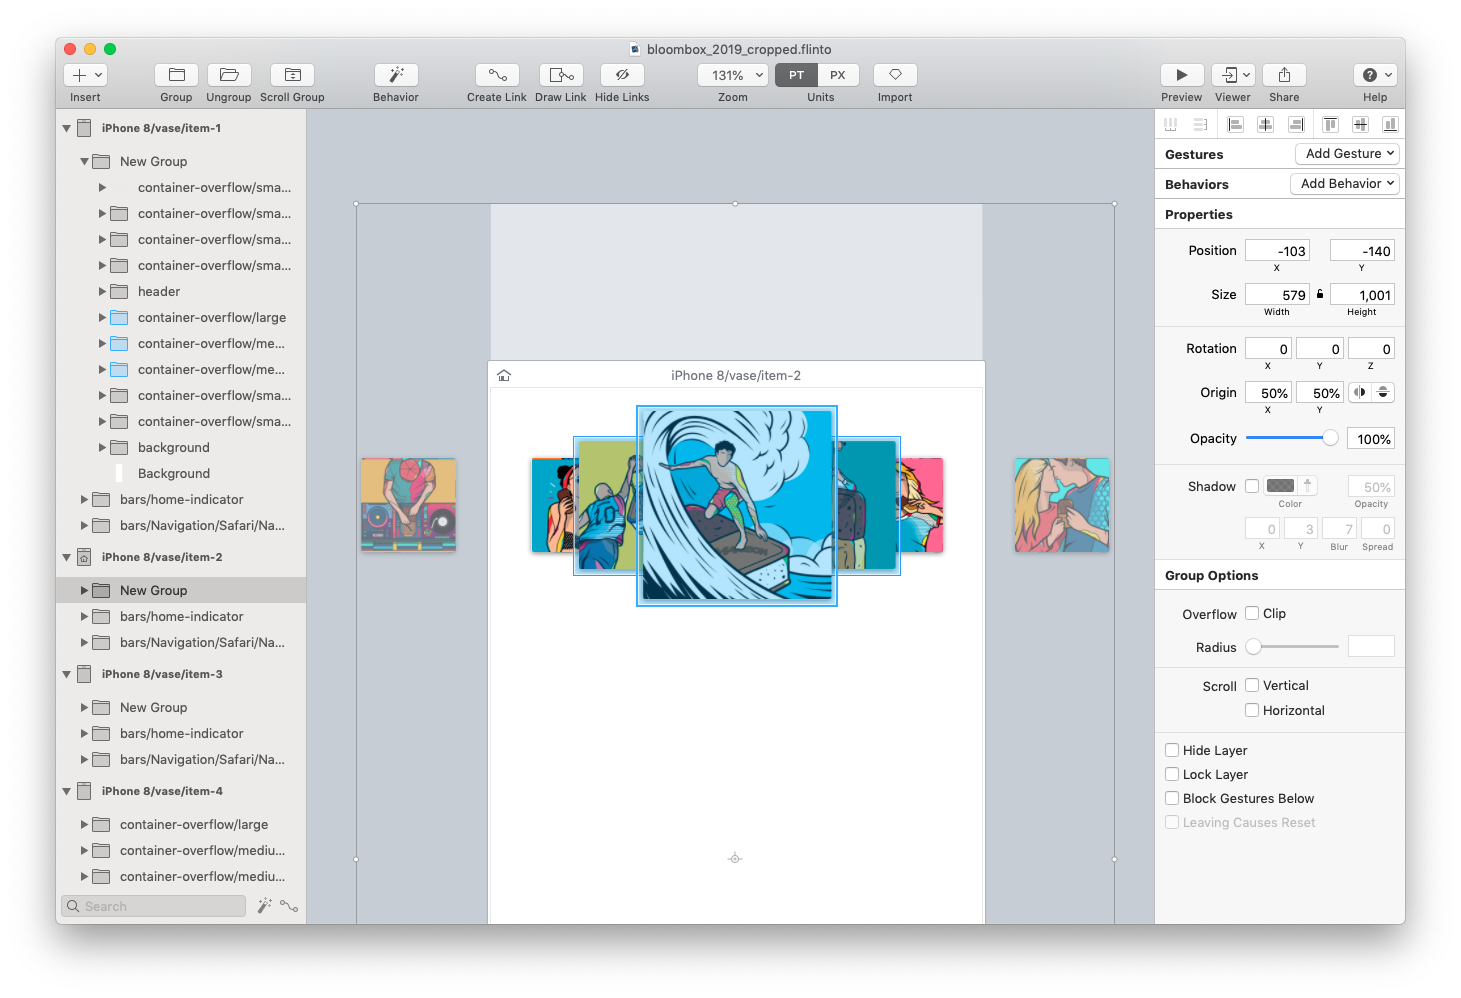 bloombox_2019_cropped.flinto
Insert
Group
Ungroup
Scroll Group
Behavior
Create Link
Draw Link
Hide Links
131%
Zoom
PT
PX
Units
Import
Preview
Viewer
Share
?
Help
iPhone 8/vase/item-1
New Group
container-overflow/sma...
container-overflow/sma...
container-overflow/sma...
container-overflow/sma...
header
container-overflow/large
container-overflow/me...
container-overflow/me...
container-overflow/sma...
container-overflow/sma...
background
Background
bars/home-indicator
bars/Navigation/Safari/Na...
iPhone 8/vase/item-2
New Group
bars/home-indicator
bars/Navigation/Safari/Na...
iPhone 8/vase/item-3
New Group
bars/home-indicator
bars/Navigation/Safari/Na...
iPhone 8/vase/item-4
container-overflow/large
container-overflow/mediu...
container-overflow/mediu...
Search
iPhone 8/vase/item-2
10
Gestures
Add Gesture
Behaviors
Add Behavior
Properties
Position
-103
-140
X
Y
Size
579
1,001
Width
Height
Rotation
0
0
0
X
Y
Z
Origin
50%
50%
X
Y
Opacity
100%
Shadow
50%
Color
Opacity
0
3
7
0
X
Y
Blur
Spread
Group Options
Overflow
Clip
Radius
Scroll
Vertical
Horizontal
Hide Layer
Lock Layer
Block Gestures Below
Leaving Causes Reset